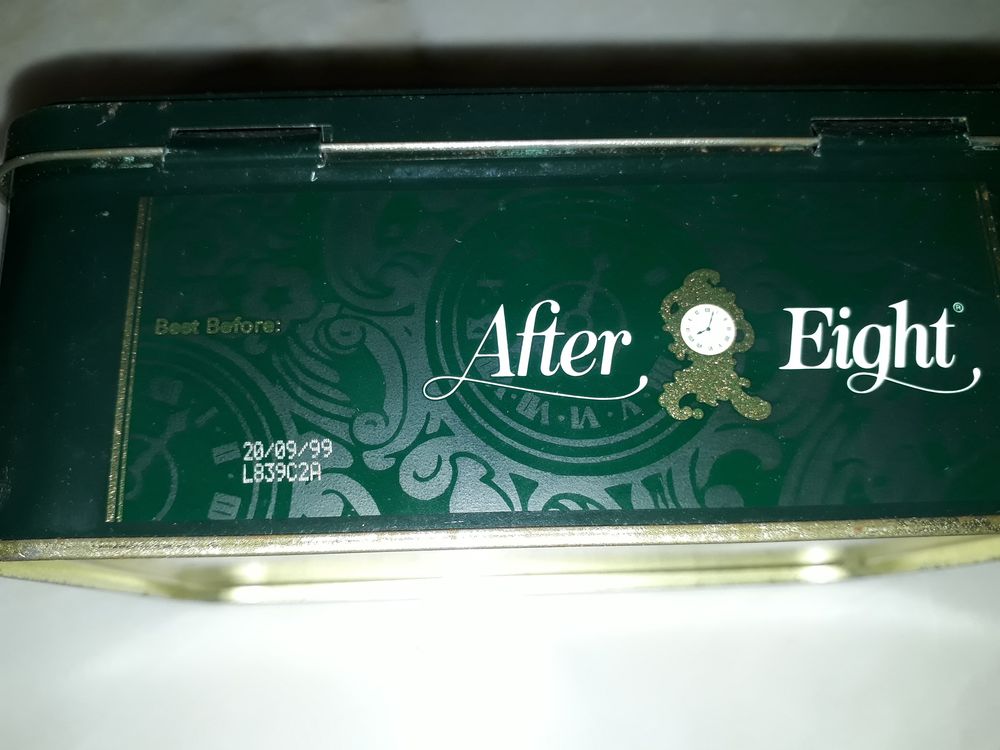 After Eight®
Best Before:
20/09/99
L839C2A